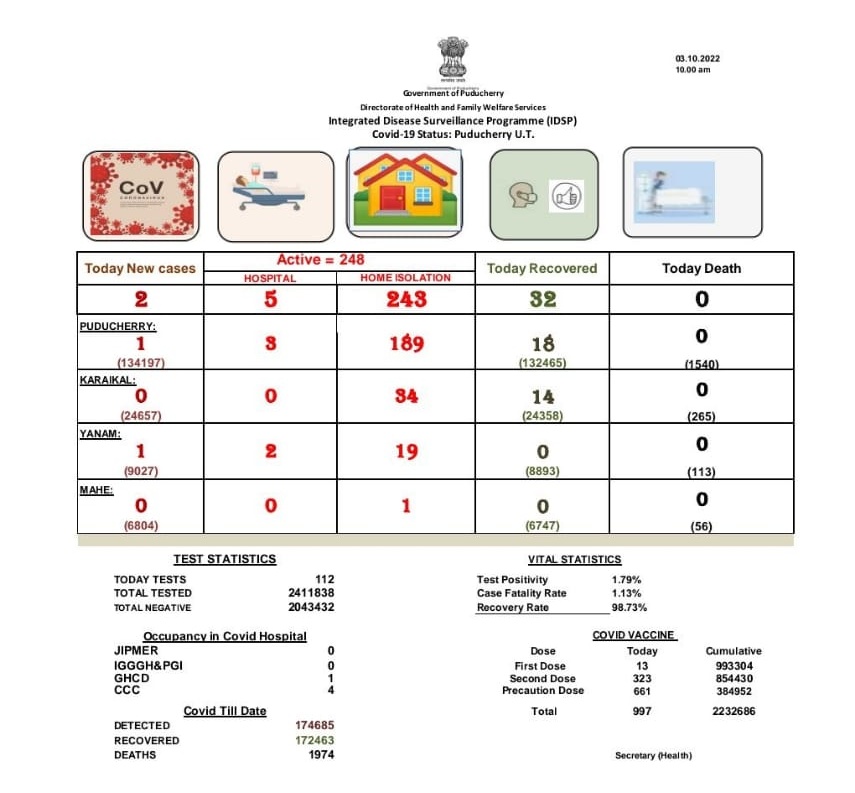 03.10.2022
10.00 am
Government of Puducherry
Directorate of Health and Family Welfare Services
Integrated Disease Surveillance Programme (IDSP)
Covid-19 Status: Puducherry U.T.
CoV
CORONAVIRUS
Today New cases
Active = 248
HOSPITAL
HOME ISOLATION
Today Recovered
Today Death
2 5 243 32 0
PUDUCHERRY:
1 3 189 18 0
(134197) (132465) (1540)
KARAIKAL:
0 0 34 14 0
(24657) (24358) (265)
YANAM:
1 2 19 0 0
(9027) (8893) (113)
MAHE:
0 0 1 0 0
(6804) (6747) (56)
TEST STATISTICS
TODAY TESTS 112
TOTAL TESTED 2411838
TOTAL NEGATIVE 2043432
VITAL STATISTICS
Test Positivity 1.79%
Case Fatality Rate 1.13%
Recovery Rate 98.73%
Occupancy in Covid Hospital
JIPMER 0
IGGGH&PGI 0
GHCD 1
CCC 4
COVID VACCINE
Dose Today Cumulative
First Dose 13 993304
Second Dose 323 854430
Precaution Dose 661 384952
Total 997 2232686
Covid Till Date
DETECTED 174685
RECOVERED 172463
DEATHS 1974
Secretary (Health)